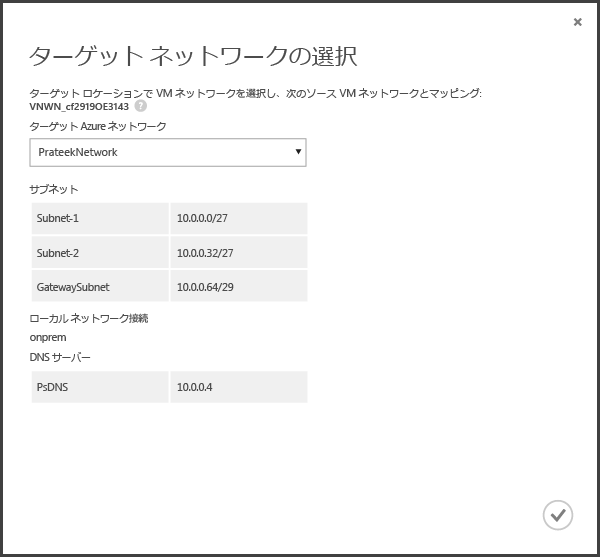 ターゲット ネットワークの選択
ターゲット ロケーションで VM ネットワークを選択し、次のソース VM ネットワークとマッピング:
VNWN_cf2919OE3143 ?
ターゲット Azure ネットワーク
PrateekNetwork
サブネット
Subnet-1 10.0.0.0/27
Subnet-2 10.0.0.32/27
GatewaySubnet 10.0.0.64/29
ローカル ネットワーク接続
onprem
DNS サーバー
PsDNS 10.0.0.4